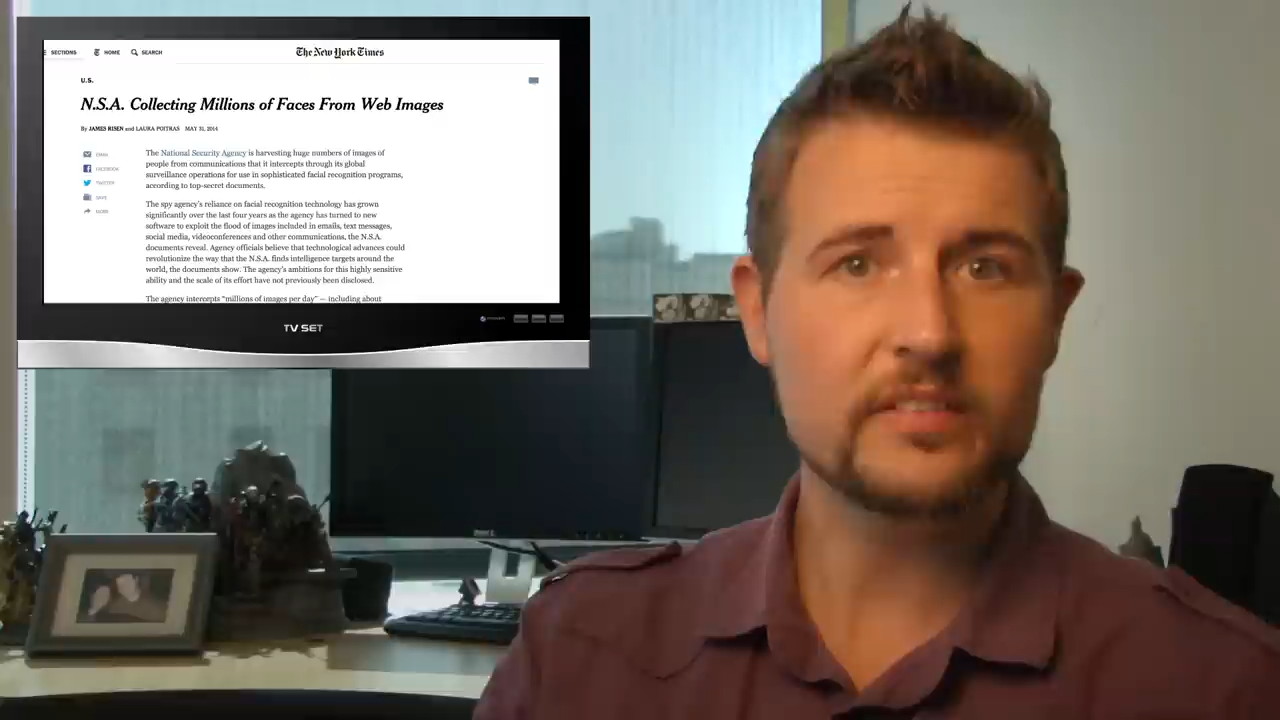 SECTIONS HOME SEARCH The New York Times
U.S.
N.S.A. Collecting Millions of Faces From Web Images
By JAMES RISEN and LAURA POITRAS MAY 31, 2014
The National Security Agency is harvesting huge numbers of images of
people from communications that it intercepts through its global
surveillance operations for use in sophisticated facial recognition programs,
according to top-secret documents.
The spy agency's reliance on facial recognition technology has grown
significantly over the last four years as the agency has turned to new
software to exploit the flood of images included in emails, text messages,
social media, videoconferences and other communications, the N.S.A.
documents reveal. Agency officials believe that technological advances could
revolutionize the way that the N.S.A. finds intelligence targets around the
world, the documents show. The agency's ambitions for this highly sensitive
ability and the scale of its effort have not previously been disclosed.
The agency intercepts "millions of images per day" — including about
EMAIL
FACEBOOK
TWITTER
SAVE
MORE
TV SET